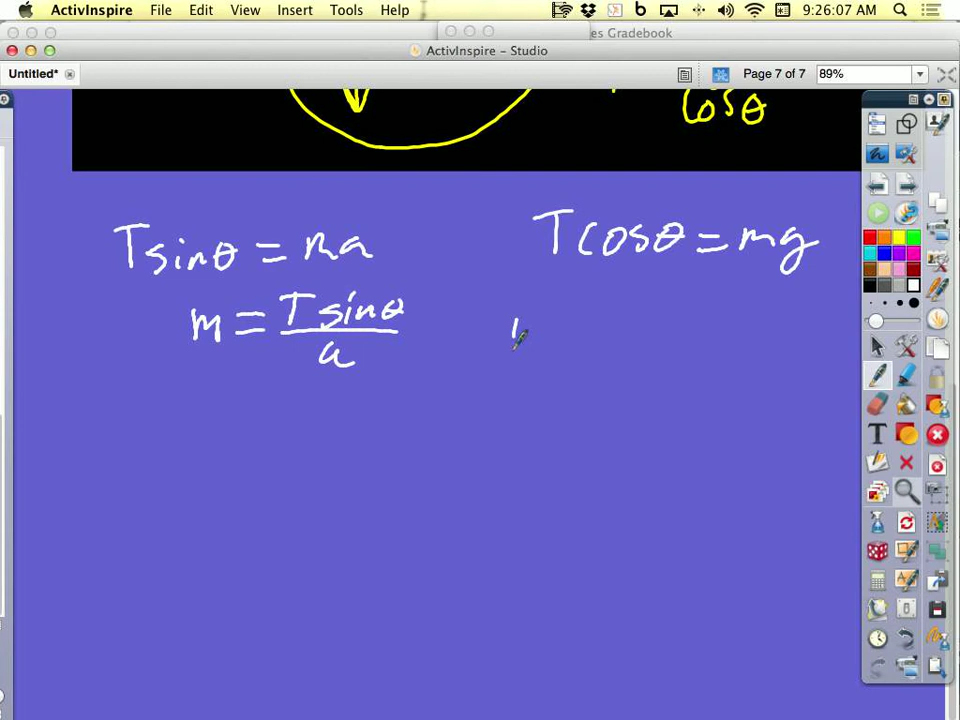 ActivInspire File Edit View Insert Tools Help 9:26:07 AM
es Gradebook
ActivInspire - Studio
Untitled* Page 7 of 7 89%
cosθ
Tsinθ = ma Tcosθ = mg
m = Tsinθ
a